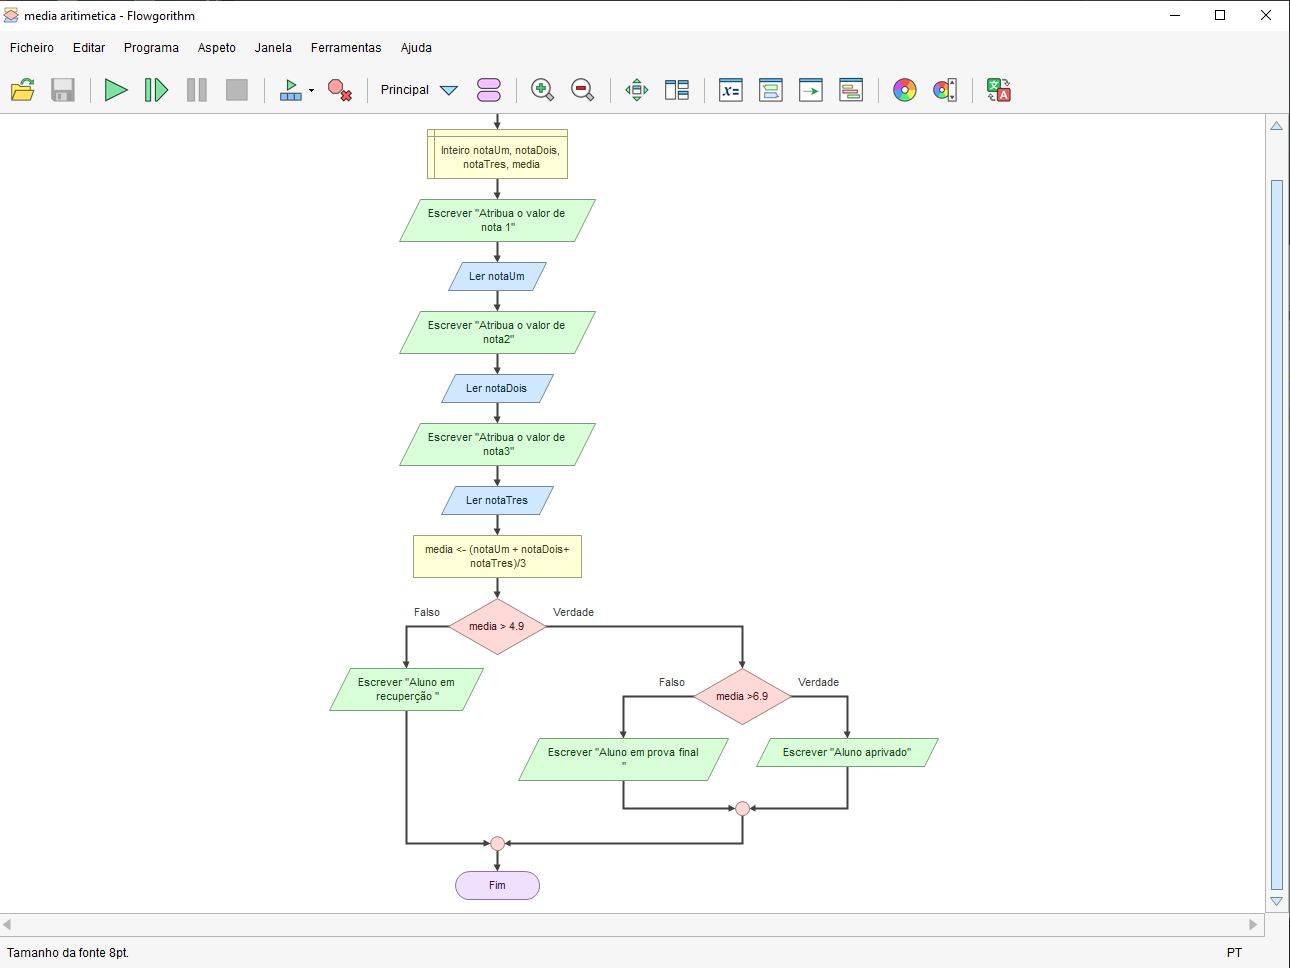 media aritimetica - Flowgorithm
Ficheiro Editar Programa Aspeto Janela Ferramentas Ajuda
Principal
x=
A
Inteiro notaUm, notaDois,
notaTres, media
Escrever "Atribua o valor de
nota 1"
Ler notaUm
Escrever "Atribua o valor de
nota2"
Ler notaDois
Escrever "Atribua o valor de
nota3"
Ler notaTres
media <- (notaUm + notaDois+
notaTres)/3
Falso media > 4.9 Verdade
Escrever "Aluno em
recuperção "
Falso media >6.9 Verdade
Escrever "Aluno em prova final
"
Escrever "Aluno aprivado"
Fim
Tamanho da fonte 8pt. PT